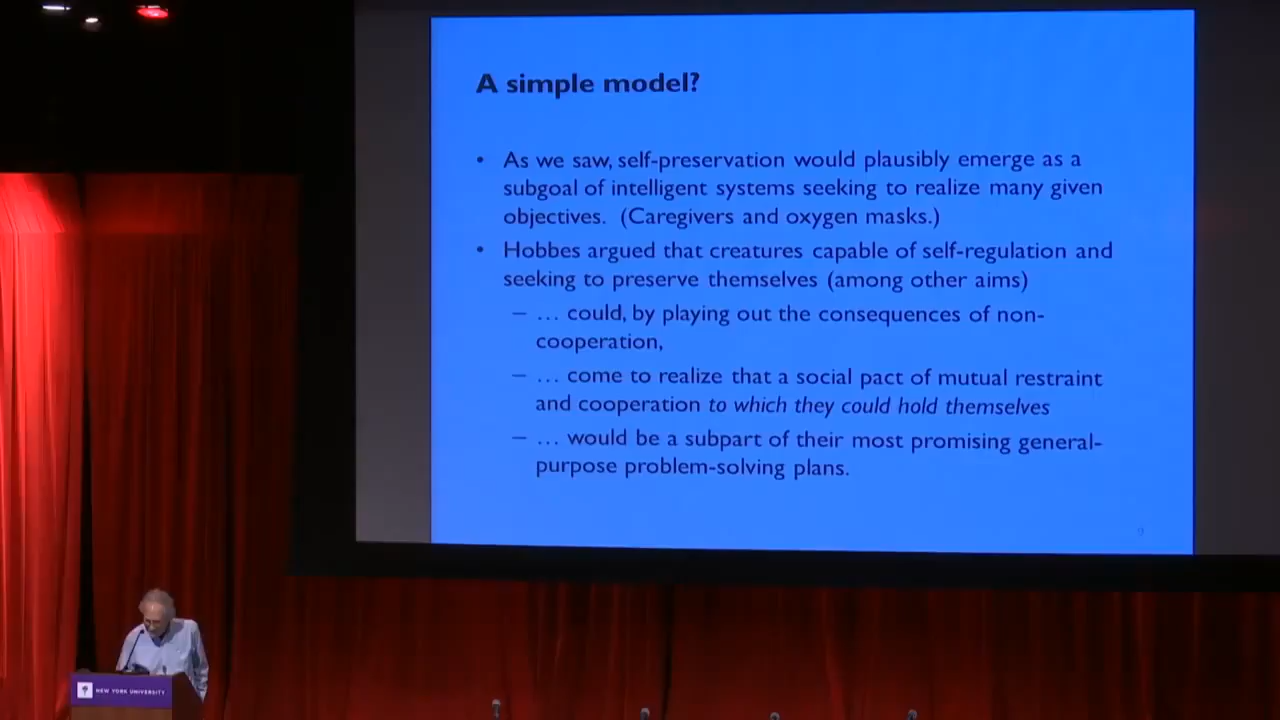 A simple model?
• As we saw, self-preservation would plausibly emerge as a
subgoal of intelligent systems seeking to realize many given
objectives. (Caregivers and oxygen masks.)
• Hobbes argued that creatures capable of self-regulation and
seeking to preserve themselves (among other aims)
– … could, by playing out the consequences of non-
cooperation,
– … come to realize that a social pact of mutual restraint
and cooperation to which they could hold themselves
– … would be a subpart of their most promising general-
purpose problem-solving plans.
NEW YORK UNIVERSITY